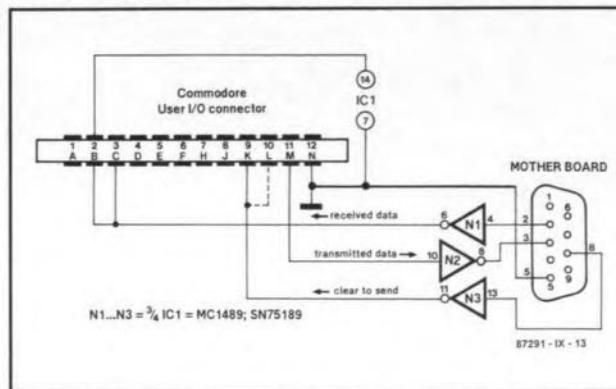 14
Commodore
User I/O connector
IC1
7
1 2 3 4 5 6 7 8 9 10 11 12
A B C D E F H J K L M N
MOTHER BOARD
1
6
received data
6
N1
4
2
transmitted data
10
N2
8
3
8
5
5
9
clear to send
11
N3
13
N1...N3 = ¾ IC1 = MC1489; SN75189
87291 - IX - 13